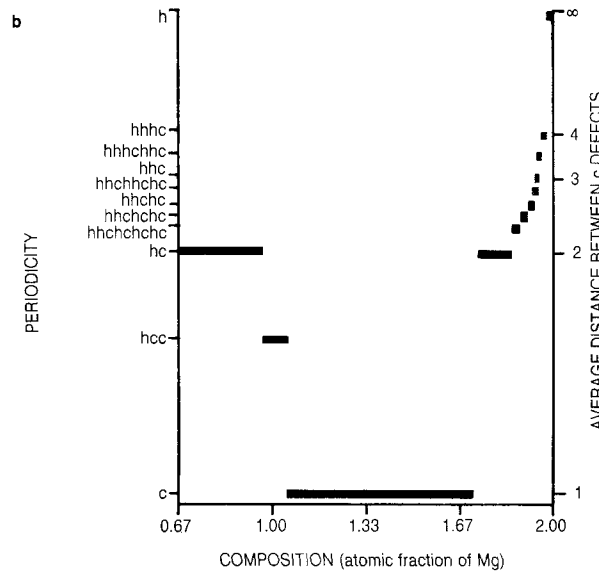 b
h
hhhc
hhhchhc
hhc
hhchhchc
hhchc
hhchchc
hhchchchc
hc
hcc
c
PERIODICITY
∞
4
3
2
1
AVERAGE DISTANCE BETWEEN c DEFECTS
0.67 1.00 1.33 1.67 2.00
COMPOSITION (atomic fraction of Mg)